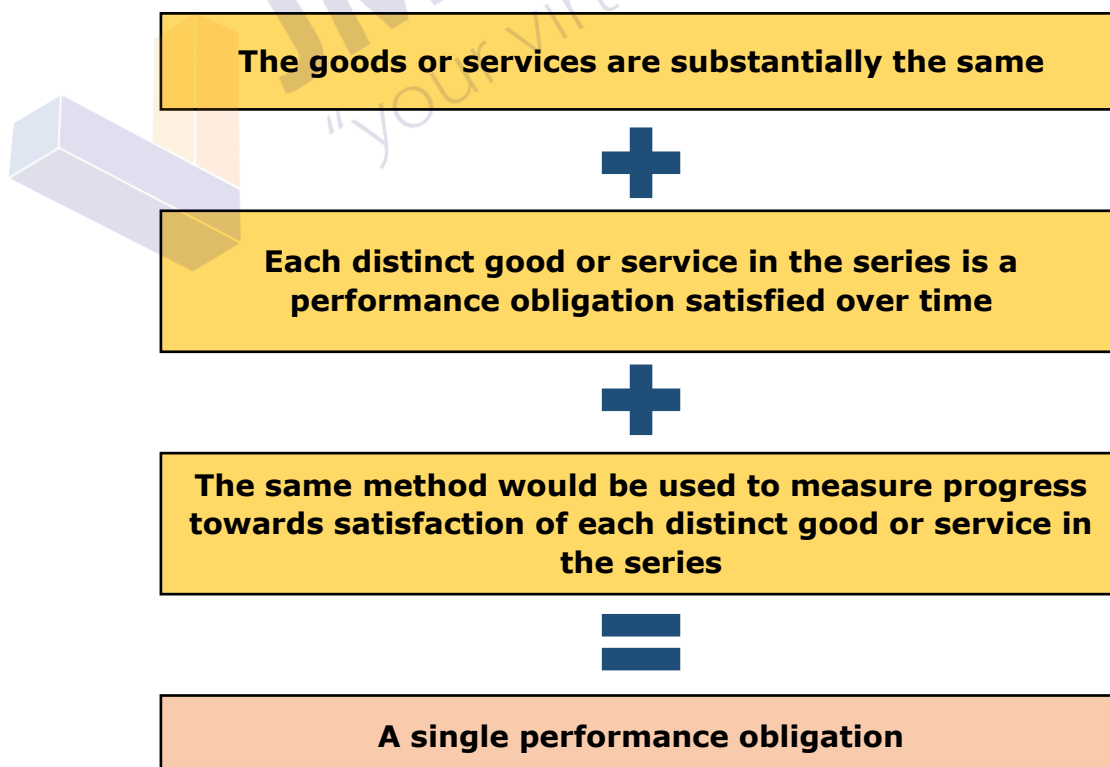 "your virt
The goods or services are substantially the same
Each distinct good or service in the series is a
performance obligation satisfied over time
The same method would be used to measure progress
towards satisfaction of each distinct good or service in
the series
A single performance obligation